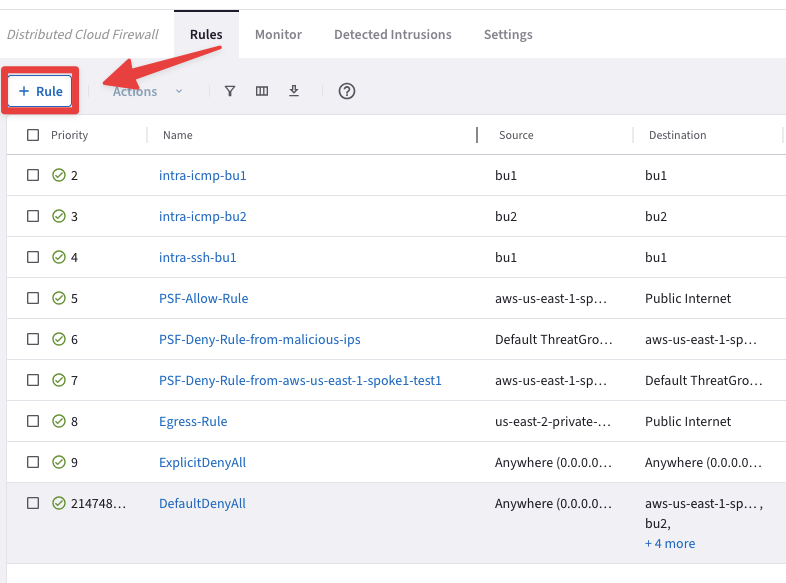 Distributed Cloud Firewall Rules Monitor Detected Intrusions Settings
+ Rule Actions
Priority Name Source Destination
2 intra-icmp-bu1 bu1 bu1
3 intra-icmp-bu2 bu2 bu2
4 intra-ssh-bu1 bu1 bu1
5 PSF-Allow-Rule aws-us-east-1-sp... Public Internet
6 PSF-Deny-Rule-from-malicious-ips Default ThreatGro... aws-us-east-1-sp...
7 PSF-Deny-Rule-from-aws-us-east-1-spoke1-test1 aws-us-east-1-sp... Default ThreatGro...
8 Egress-Rule us-east-2-private-... Public Internet
9 ExplicitDenyAll Anywhere (0.0.0.0... Anywhere (0.0.0.0...
214748... DefaultDenyAll Anywhere (0.0.0.0... aws-us-east-1-sp... ,
bu2,
+ 4 more